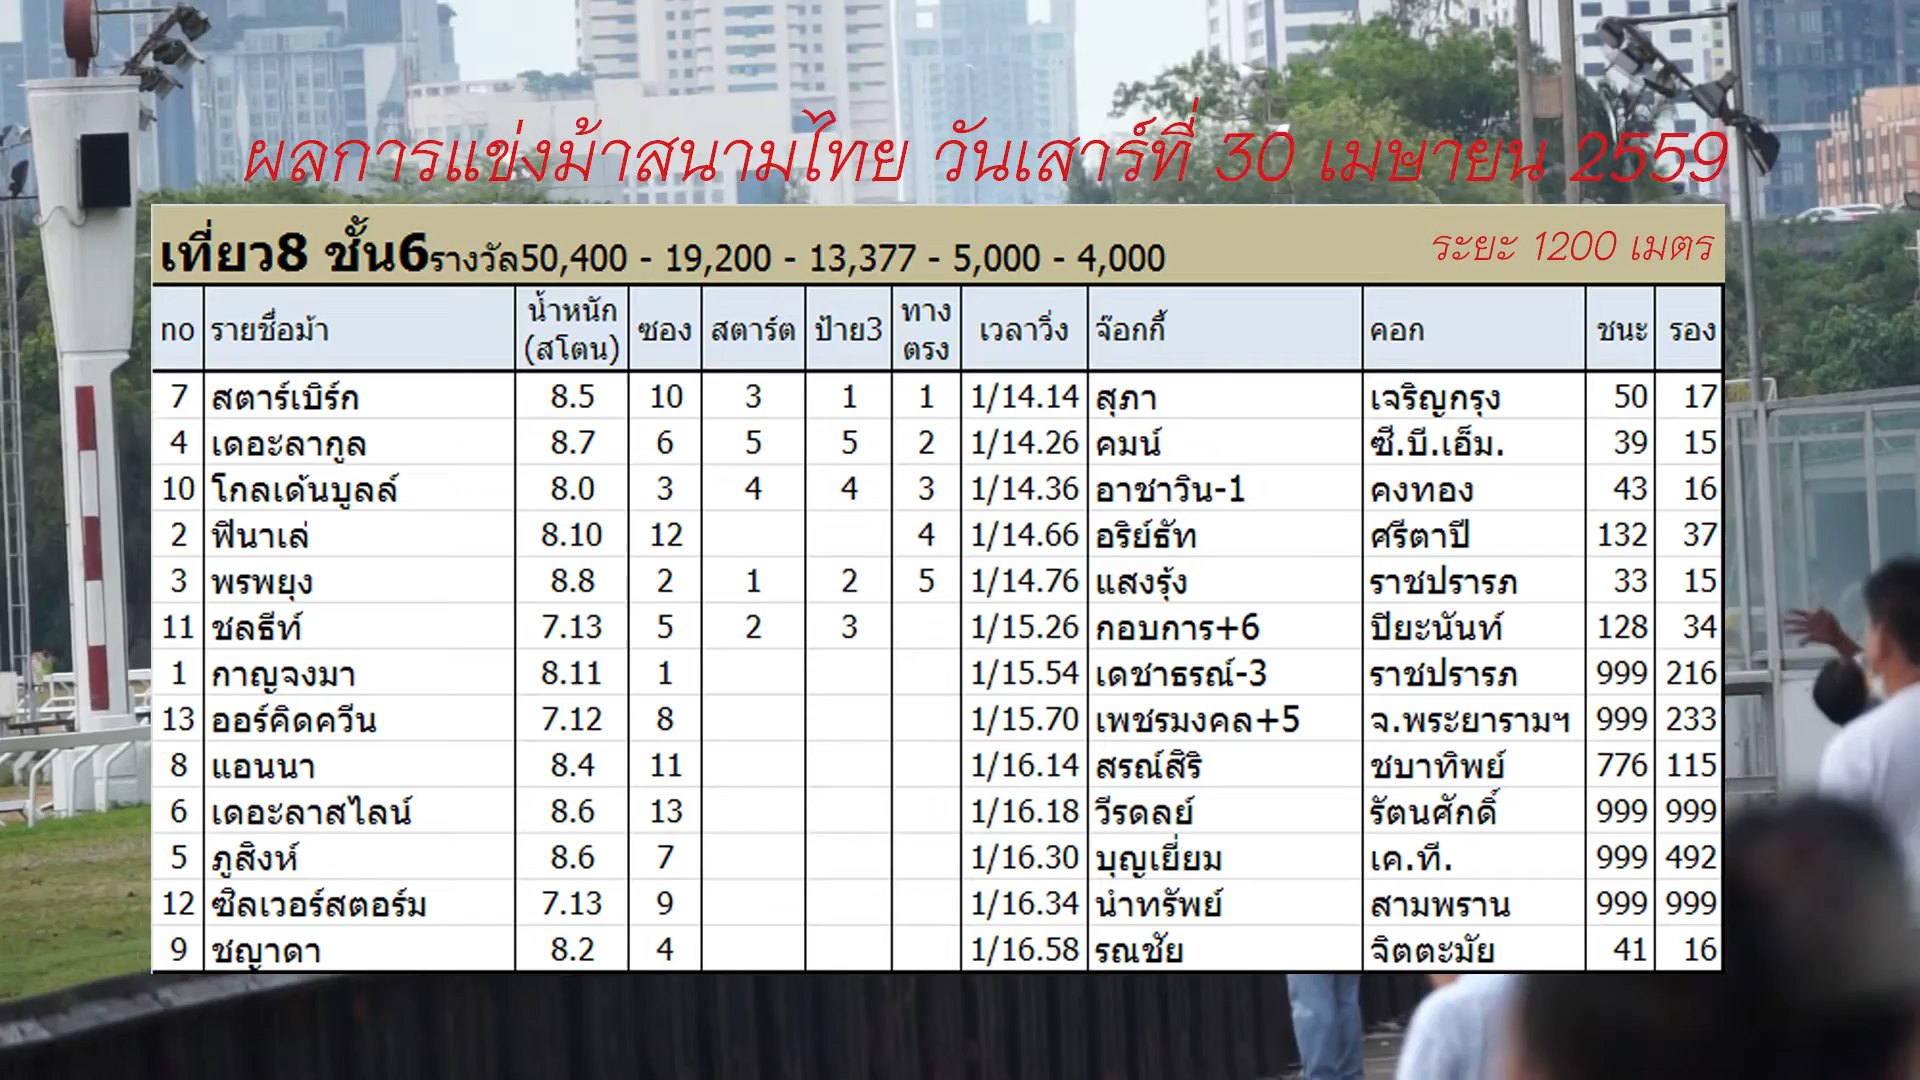 ผลการแข่งม้าสนามไทย วันเสาร์ที่ 30 เมษายน 2559
เที่ยว8 ชั้น6รางวัล50,400 - 19,200 - 13,377 - 5,000 - 4,000 ระยะ 1200 เมตร
no รายชื่อม้า น้ำหนัก (สโตน) ซอง สตาร์ต ป้าย3 ทาง ตรง เวลาวิ่ง จ๊อกกี้ คอก ชนะ รอง
7 สตาร์เบิร์ก 8.5 10 3 1 1 1/14.14 สุภา เจริญกรุง 50 17
4 เดอะลากูล 8.7 6 5 5 2 1/14.26 คมน์ ซี.บี.เอ็ม. 39 15
10 โกลเด้นบูลล์ 8.0 3 4 4 3 1/14.36 อาชาวิน-1 คงทอง 43 16
2 ฟีนาเล่ 8.10 12 4 1/14.66 อริย์ธัท ศรีตาปี 132 37
3 พรพยุง 8.8 2 1 2 5 1/14.76 แสงรุ้ง ราชปรารภ 33 15
11 ชลธีท์ 7.13 5 2 3 1/15.26 กอบการ+6 ปิยะนันท์ 128 34
1 กาญจงมา 8.11 1 1/15.54 เดชาธรณ์-3 ราชปรารภ 999 216
13 ออร์คิดควีน 7.12 8 1/15.70 เพชรมงคล+5 จ.พระยารามฯ 999 233
8 แอนนา 8.4 11 1/16.14 สรณ์สิริ ชบาทิพย์ 776 115
6 เดอะลาสไลน์ 8.6 13 1/16.18 วีรดลย์ รัตนศักดิ์ 999 999
5 ภูสิงห์ 8.6 7 1/16.30 บุญเยี่ยม เค.ที. 999 492
12 ซิลเวอร์สตอร์ม 7.13 9 1/16.34 นำทรัพย์ สามพราน 999 999
9 ชญาดา 8.2 4 1/16.58 รณชัย จิตตะมัย 41 16